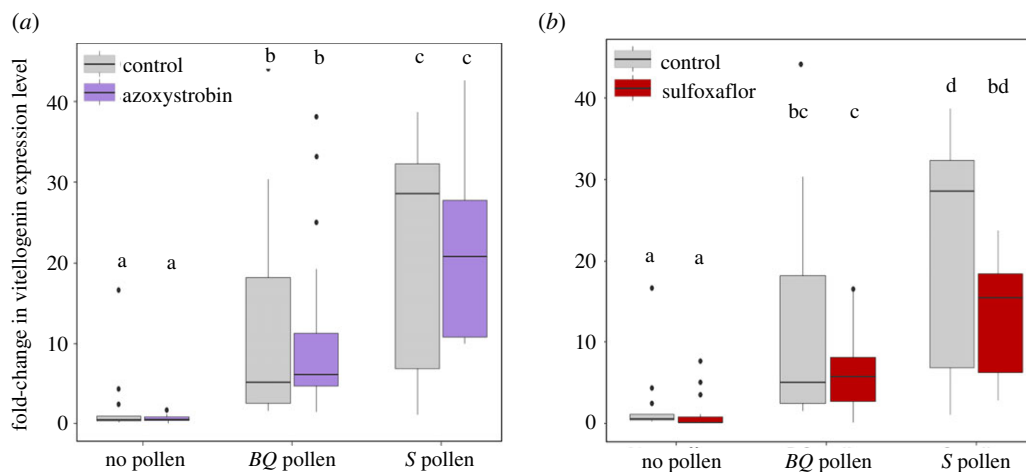 (a)
(b)
fold-change in vitellogenin expression level
control
azoxystrobin
40
30
20
10
0
a
a
b
b
c
c
no pollen
BQ pollen
S pollen
control
sulfoxaflor
40
30
20
10
0
a
a
bc
c
d
bd
no pollen
BQ pollen
S pollen